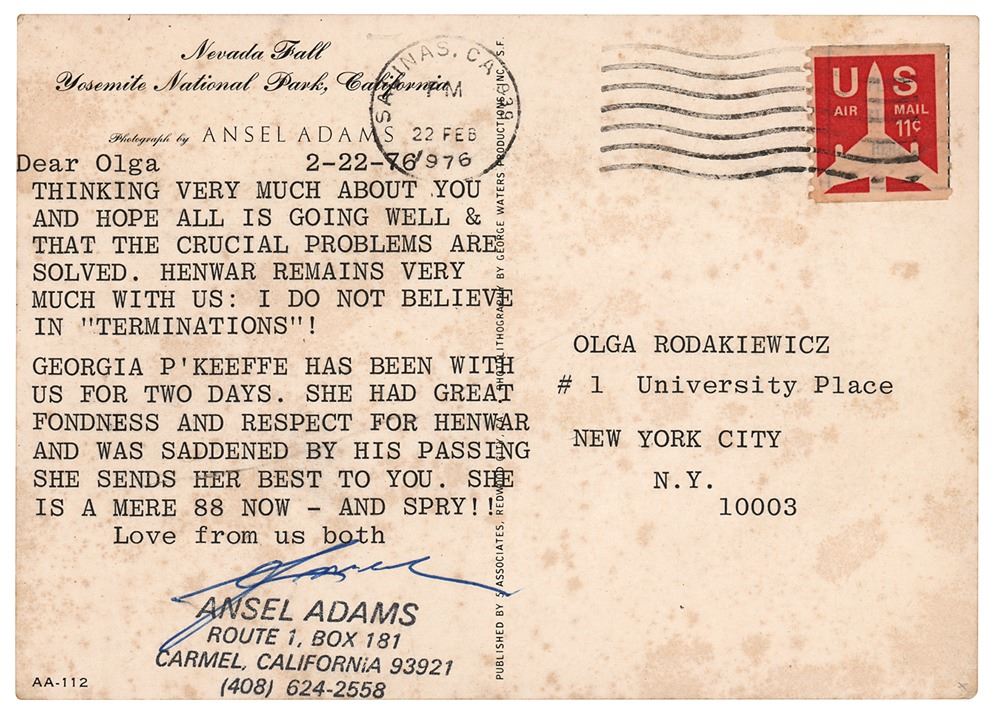 Nevada Fall
Yosemite National Park, California
Photograph by ANSEL ADAMS
SALINAS, CA 939
PM
22 FEB
1976
U S
AIR MAIL
11¢
Dear Olga 2-22-76
THINKING VERY MUCH ABOUT YOU
AND HOPE ALL IS GOING WELL &
THAT THE CRUCIAL PROBLEMS ARE
SOLVED. HENWAR REMAINS VERY
MUCH WITH US: I DO NOT BELIEVE
IN "TERMINATIONS"!
GEORGIA P'KEEFFE HAS BEEN WITH
US FOR TWO DAYS. SHE HAD GREAT
FONDNESS AND RESPECT FOR HENWAR
AND WAS SADDENED BY HIS PASSING
SHE SENDS HER BEST TO YOU. SHE
IS A MERE 88 NOW - AND SPRY!!
Love from us both
Ansel
ANSEL ADAMS
ROUTE 1, BOX 181
CARMEL, CALIFORNiA 93921
(408) 624-2558
AA-112
PUBLISHED BY ASSOCIATES, REDWOOD CITY, CA. PHOTOLITHOGRAPHY BY GEORGE WATERS PRODUCTIONS INC., S.F.
OLGA RODAKIEWICZ
# 1 University Place
NEW YORK CITY
N.Y.
10003